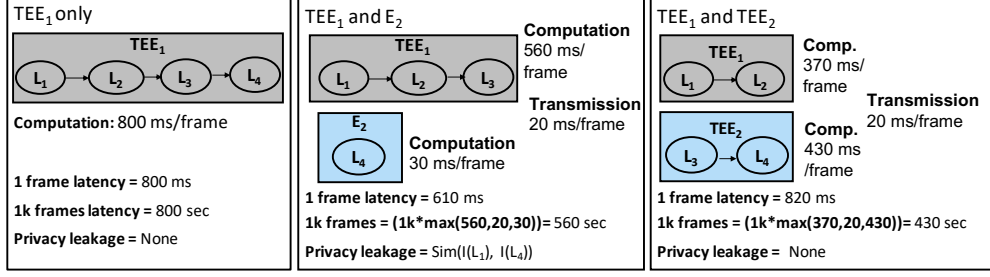 TEE1 only
TEE1
L1 L2 L3 L4
Computation: 800 ms/frame
1 frame latency = 800 ms
1k frames latency = 800 sec
Privacy leakage = None
TEE1 and E2
TEE1
L1 L2 L3
Computation
560 ms/
frame
Transmission
20 ms/frame
E2
L4
Computation
30 ms/frame
1 frame latency = 610 ms
1k frames = (1k*max(560,20,30)= 560 sec
Privacy leakage = Sim(I(L1), I(L4))
TEE1 and TEE2
TEE1
L1 L2
Comp.
370 ms/
frame
Transmission
20 ms/frame
TEE2
L3 L4
Comp.
430 ms
/frame
1 frame latency = 820 ms
1k frames = (1k*max(370,20,430))= 430 sec
Privacy leakage = None